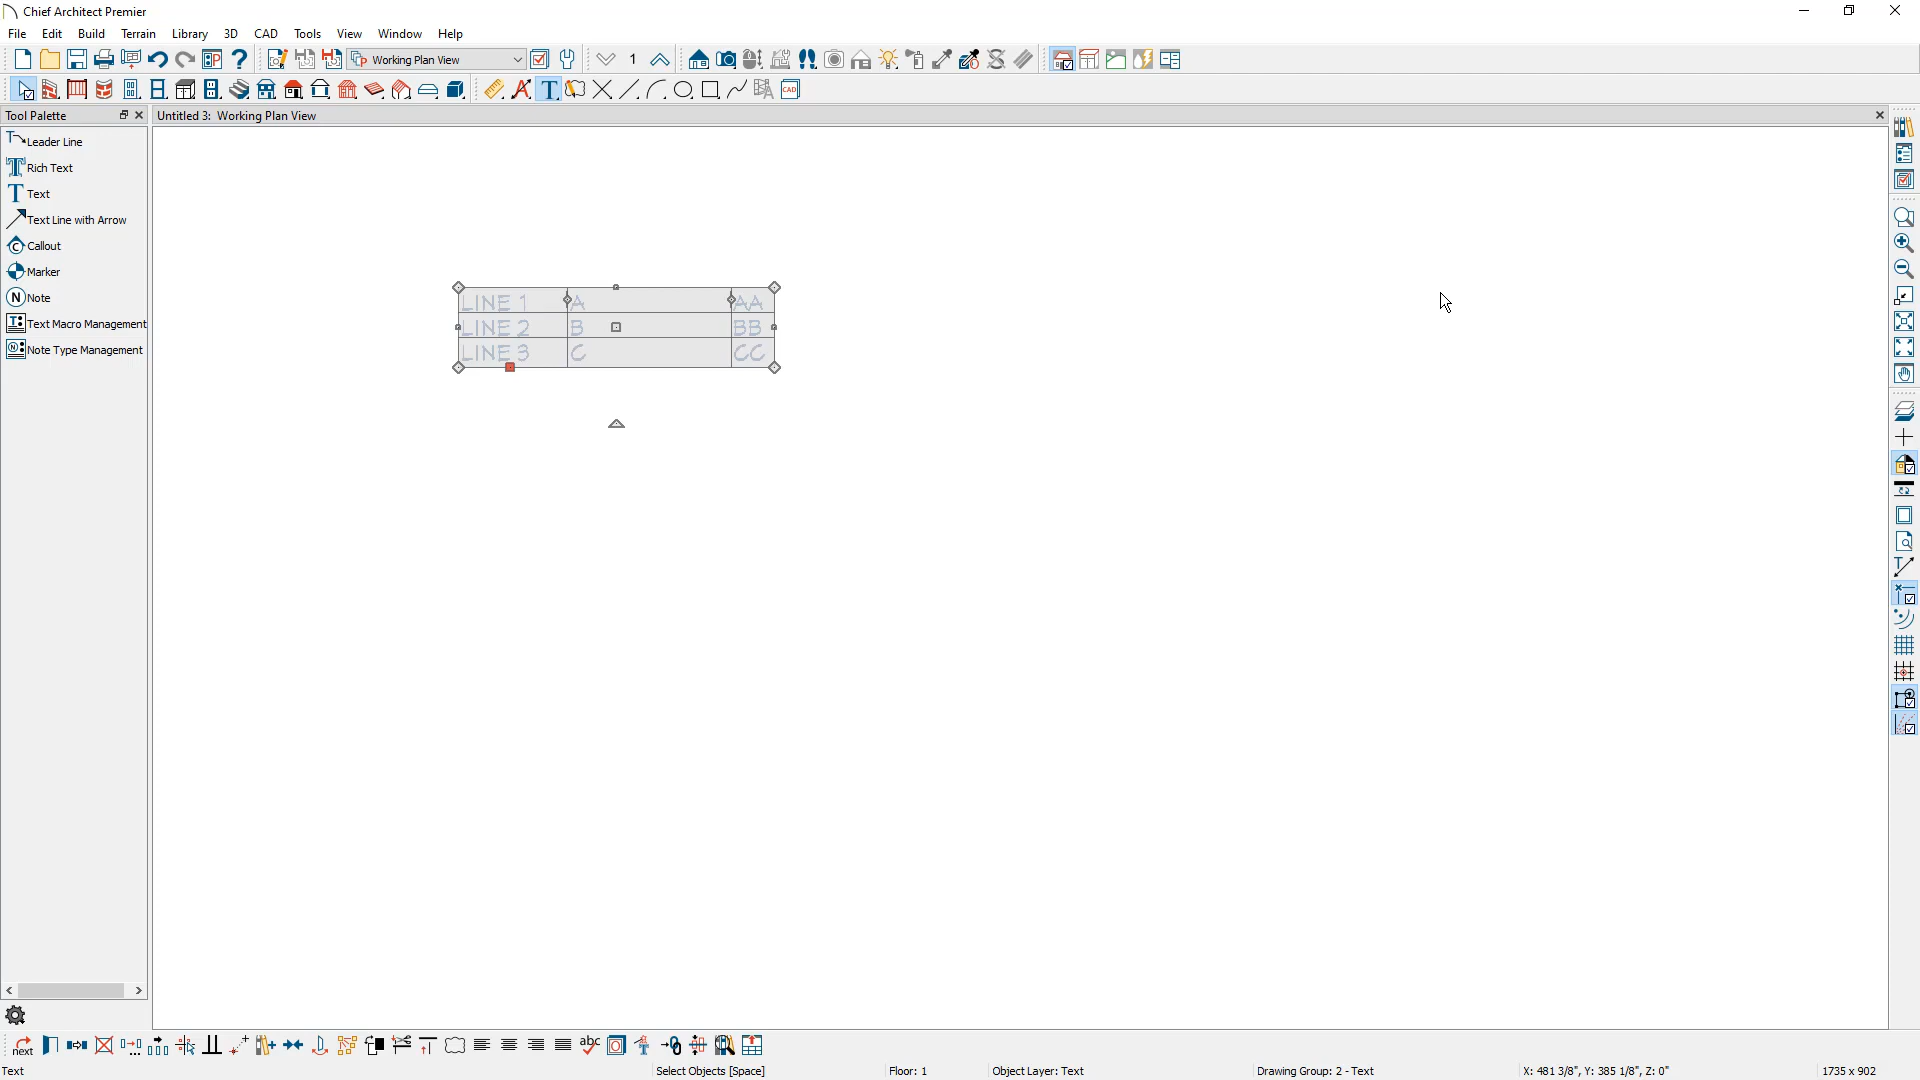 Chief Architect Premier
File Edit Build Terrain Library 3D CAD Tools View Window Help
Working Plan View 1
CAD
Tool Palette
Untitled 3: Working Plan View
Leader Line
Rich Text
Text
Text Line with Arrow
Callout
Marker
Note
Text Macro Management
Note Type Management
LINE 1 A AA
LINE 2 B BB
LINE 3 C CC
next abc
Text Select Objects [Space] Floor: 1 Object Layer: Text Drawing Group: 2 - Text X: 481 3/8", Y: 385 1/8", Z: 0" 1735 x 902